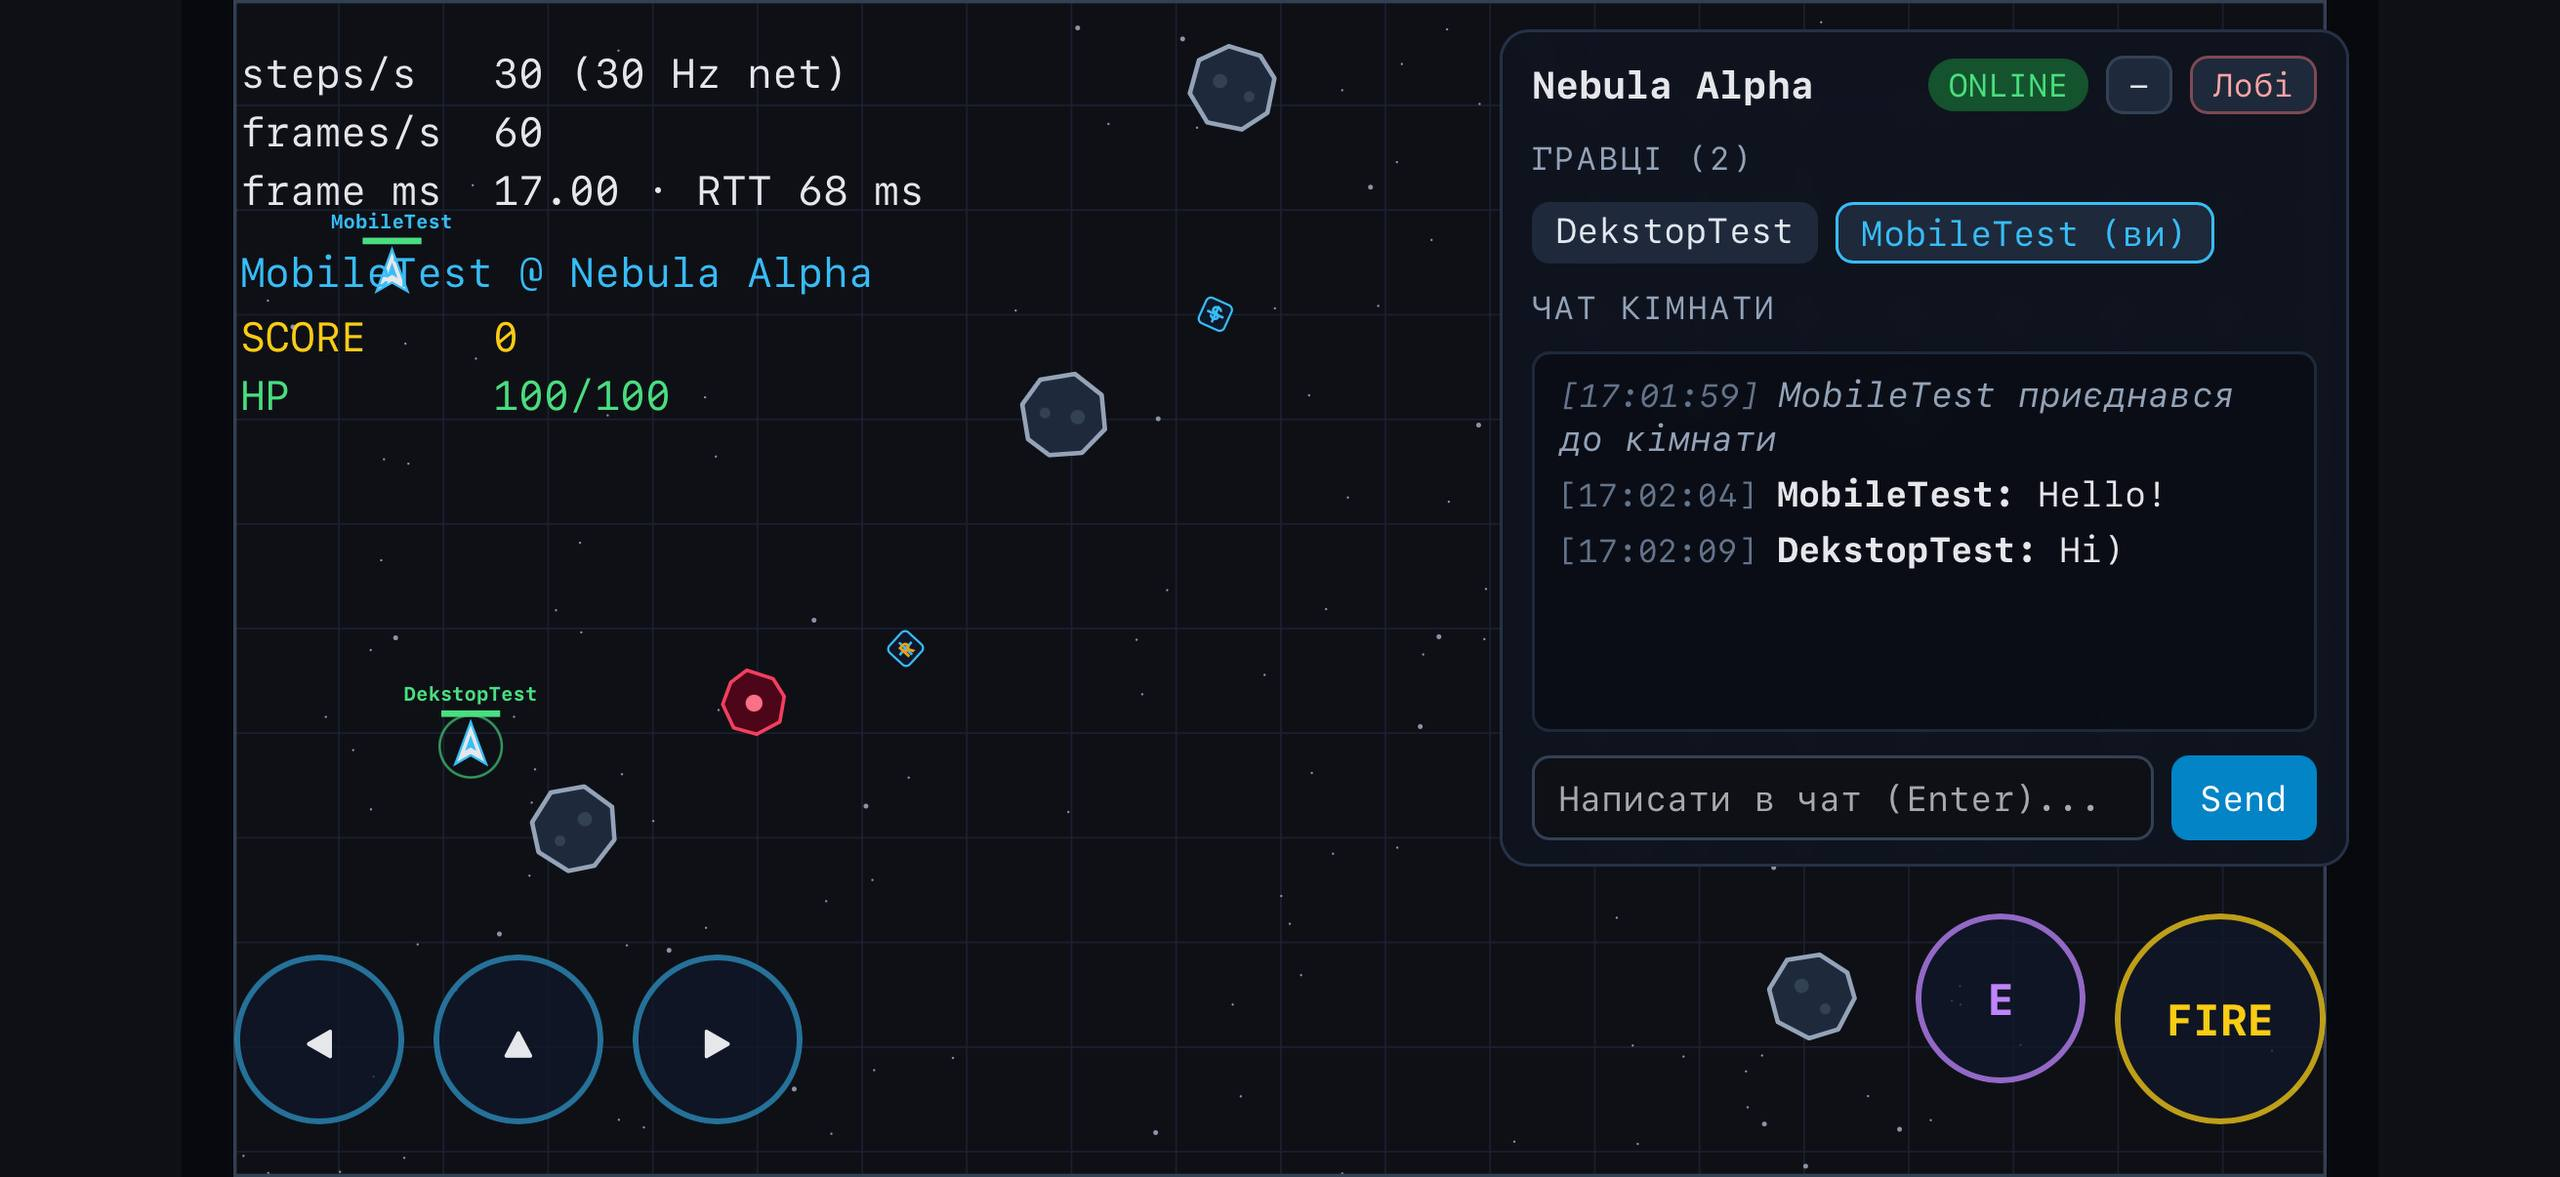 steps/s 30 (30 Hz net)
frames/s 60
frame ms 17.00 · RTT 68 ms
MobileTest
MobileTest @ Nebula Alpha
SCORE 0
HP 100/100
DekstopTest
Nebula Alpha ONLINE – Лобі
ГРАВЦІ (2)
DekstopTest MobileTest (ви)
ЧАТ КІМНАТИ
[17:01:59] MobileTest приєднався
до кімнати
[17:02:04] MobileTest: Hello!
[17:02:09] DekstopTest: Hi)
Написати в чат (Enter)... Send
E
FIRE